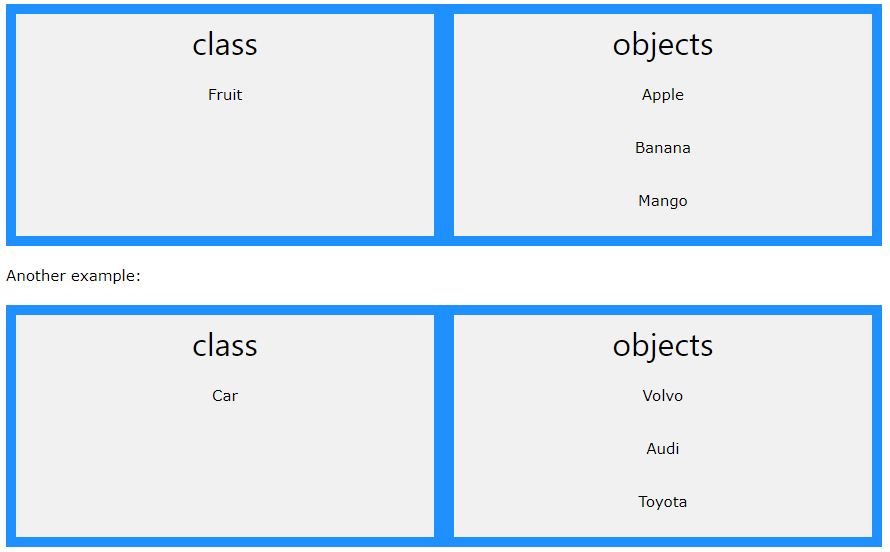 class
Fruit
objects
Apple
Banana
Mango
Another example:
class
Car
objects
Volvo
Audi
Toyota